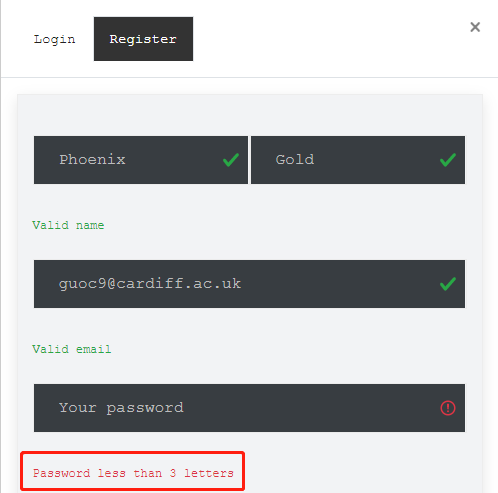 Login Register ×
Phoenix Gold
Valid name
guoc9@cardiff.ac.uk
Valid email
Your password
Password less than 3 letters